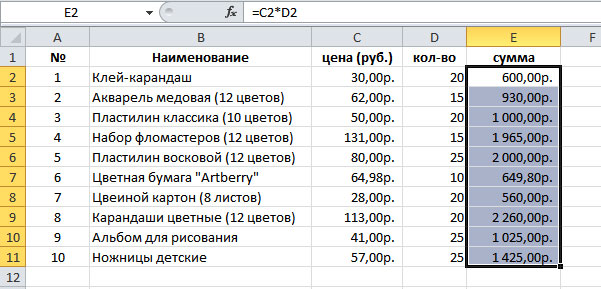 E2 fx =C2*D2
A B C D E F
1 № Наименование цена (руб.) кол-во сумма
2 1 Клей-карандаш 30,00р. 20 600,00р.
3 2 Акварель медовая (12 цветов) 62,00р. 15 930,00р.
4 3 Пластилин классика (10 цветов) 50,00р. 20 1 000,00р.
5 4 Набор фломастеров (12 цветов) 131,00р. 15 1 965,00р.
6 5 Пластилин восковой (12 цветов) 80,00р. 25 2 000,00р.
7 6 Цветная бумага "Artberry" 64,98р. 10 649,80р.
8 7 Цвеиной картон (8 листов) 28,00р. 20 560,00р.
9 8 Карандаши цветные (12 цветов) 113,00р. 20 2 260,00р.
10 9 Альбом для рисования 41,00р. 25 1 025,00р.
11 10 Ножницы детские 57,00р. 25 1 425,00р.
12